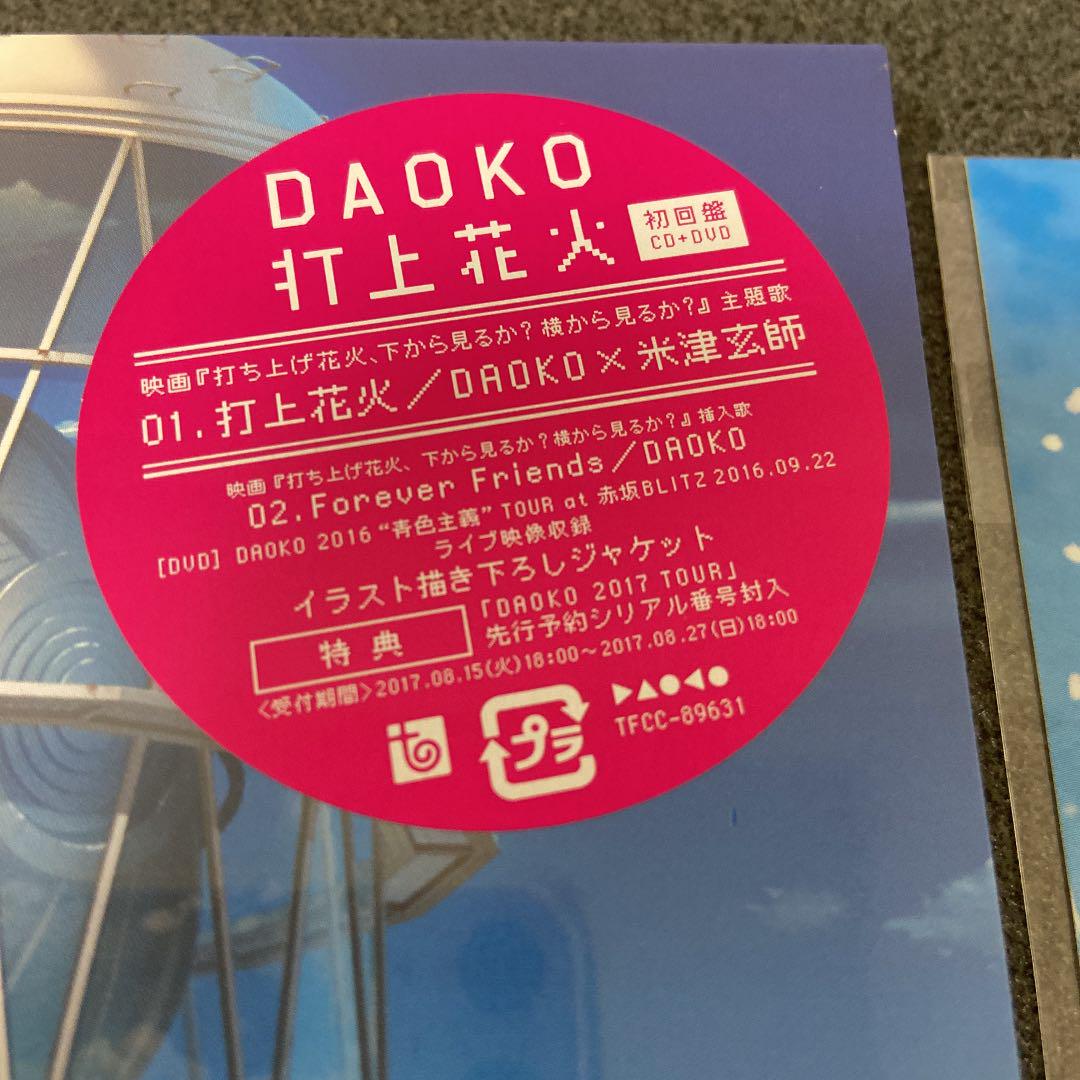 DAOKO
打上花火
初回盤
CD+DVD
映画『打ち上げ花火、下から見るか? 横から見るか?』主題歌
01.打上花火／DAOKO×米津玄師
映画『打ち上げ花火、下から見るか?横から見るか?』挿入歌
02.Forever Friends／DAOKO
[DVD] DAOKO 2016 “青色主義” TOUR at 赤坂BLITZ 2016.09.22
ライブ映像収録
イラスト描き下ろしジャケット
特典
「DAOKO 2017 TOUR」
先行予約シリアル番号封入
<受付期間>2017.08.15(火)18:00~2017.08.27(日)18:00
プラ
TFCC-89631